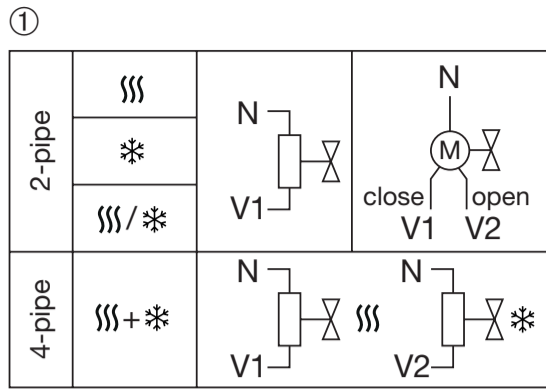 ①
2-pipe
N
V1
N
M
close open
V1 V2
/
4-pipe
+
N
V1
N
V2